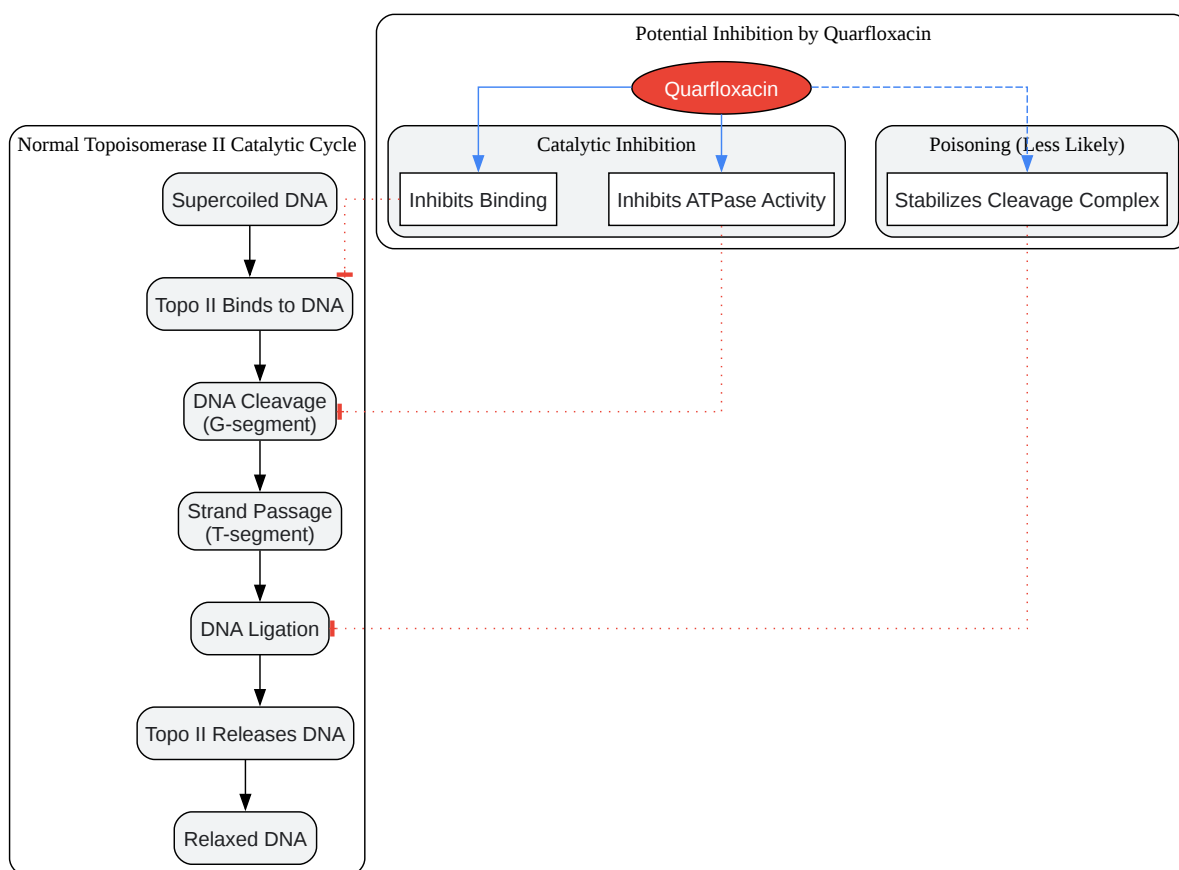 Potential Inhibition by Quarfloxacin
Quarfloxacin
Catalytic Inhibition
Poisoning (Less Likely)
Inhibits Binding
Inhibits ATPase Activity
Stabilizes Cleavage Complex
Normal Topoisomerase II Catalytic Cycle
Supercoiled DNA
Topo II Binds to DNA
DNA Cleavage
(G-segment)
Strand Passage
(T-segment)
DNA Ligation
Topo II Releases DNA
Relaxed DNA